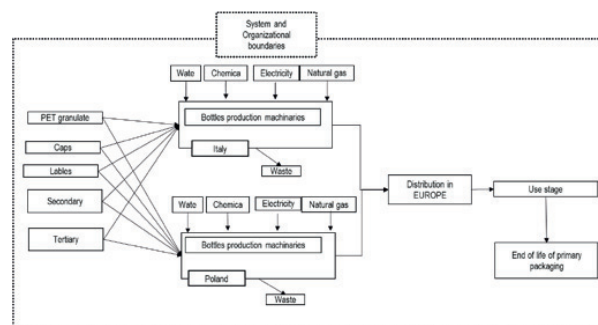 System and
Organizational
boundaries
Wate
Chemica
Electricity
Natural gas
PET granulate
Caps
Lables
Secondary
Tertiary
Bottles production machinaries
Italy
Waste
Wate
Chemica
Electricity
Natural gas
Bottles production machinaries
Poland
Waste
Distribution in
EUROPE
Use stage
End of life of primary
packaging